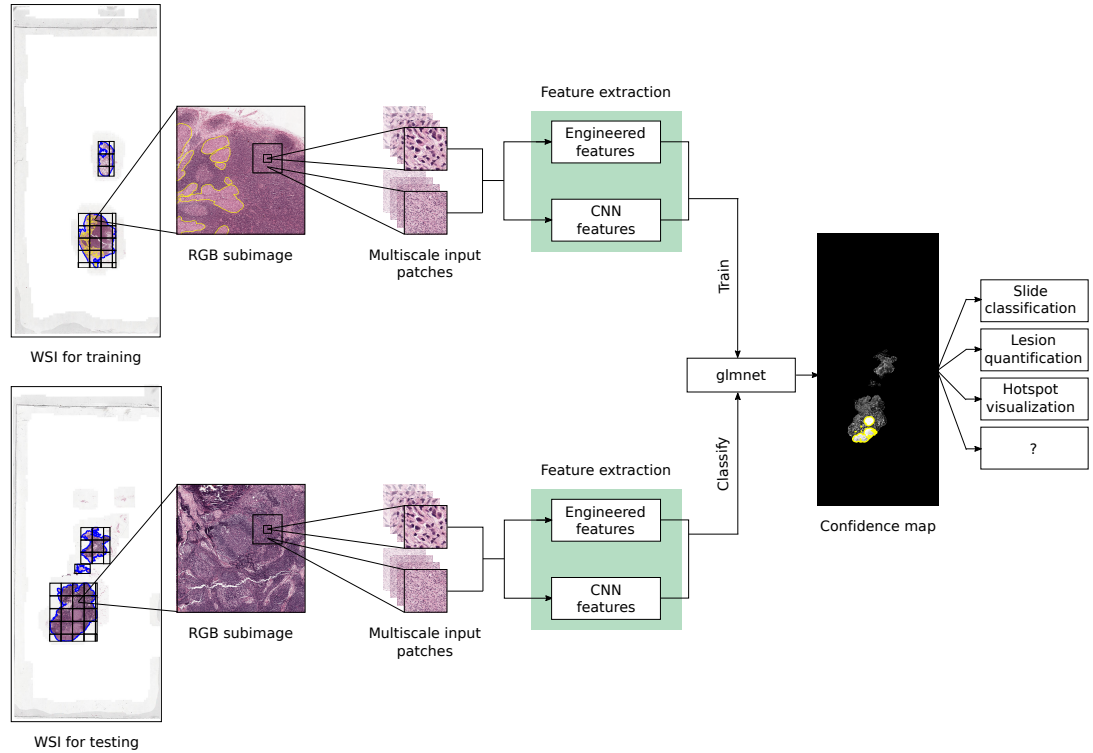 Feature extraction
Engineered
features
CNN
features
RGB subimage
Multiscale input
patches
WSI for training
Train
glmnet
Slide
classification
Lesion
quantification
Hotspot
visualization
?
Confidence map
Classify
Feature extraction
Engineered
features
CNN
features
RGB subimage
Multiscale input
patches
WSI for testing